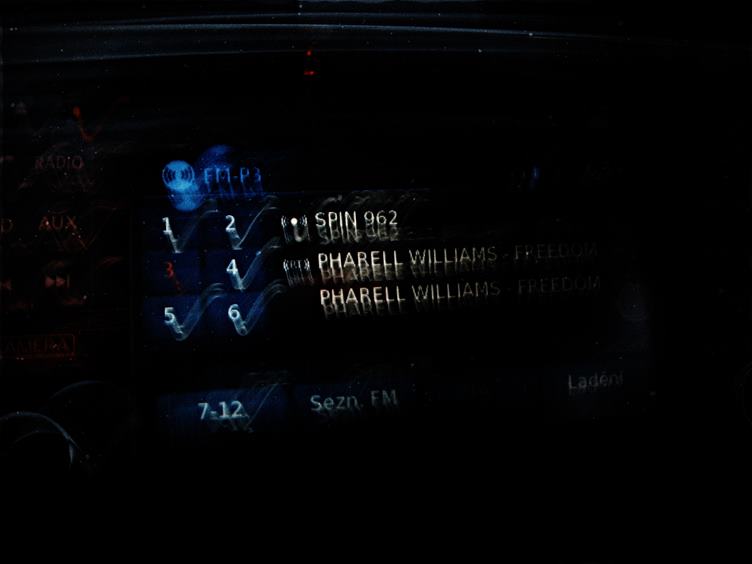 RADIO
FM-P3
AUX
1
2
SPIN 962
3
4
PHARELL WILLIAMS - FREEDOM
5
6
PHARELL WILLIAMS - FREEDOM
7-12
Sezn. FM
Ladění